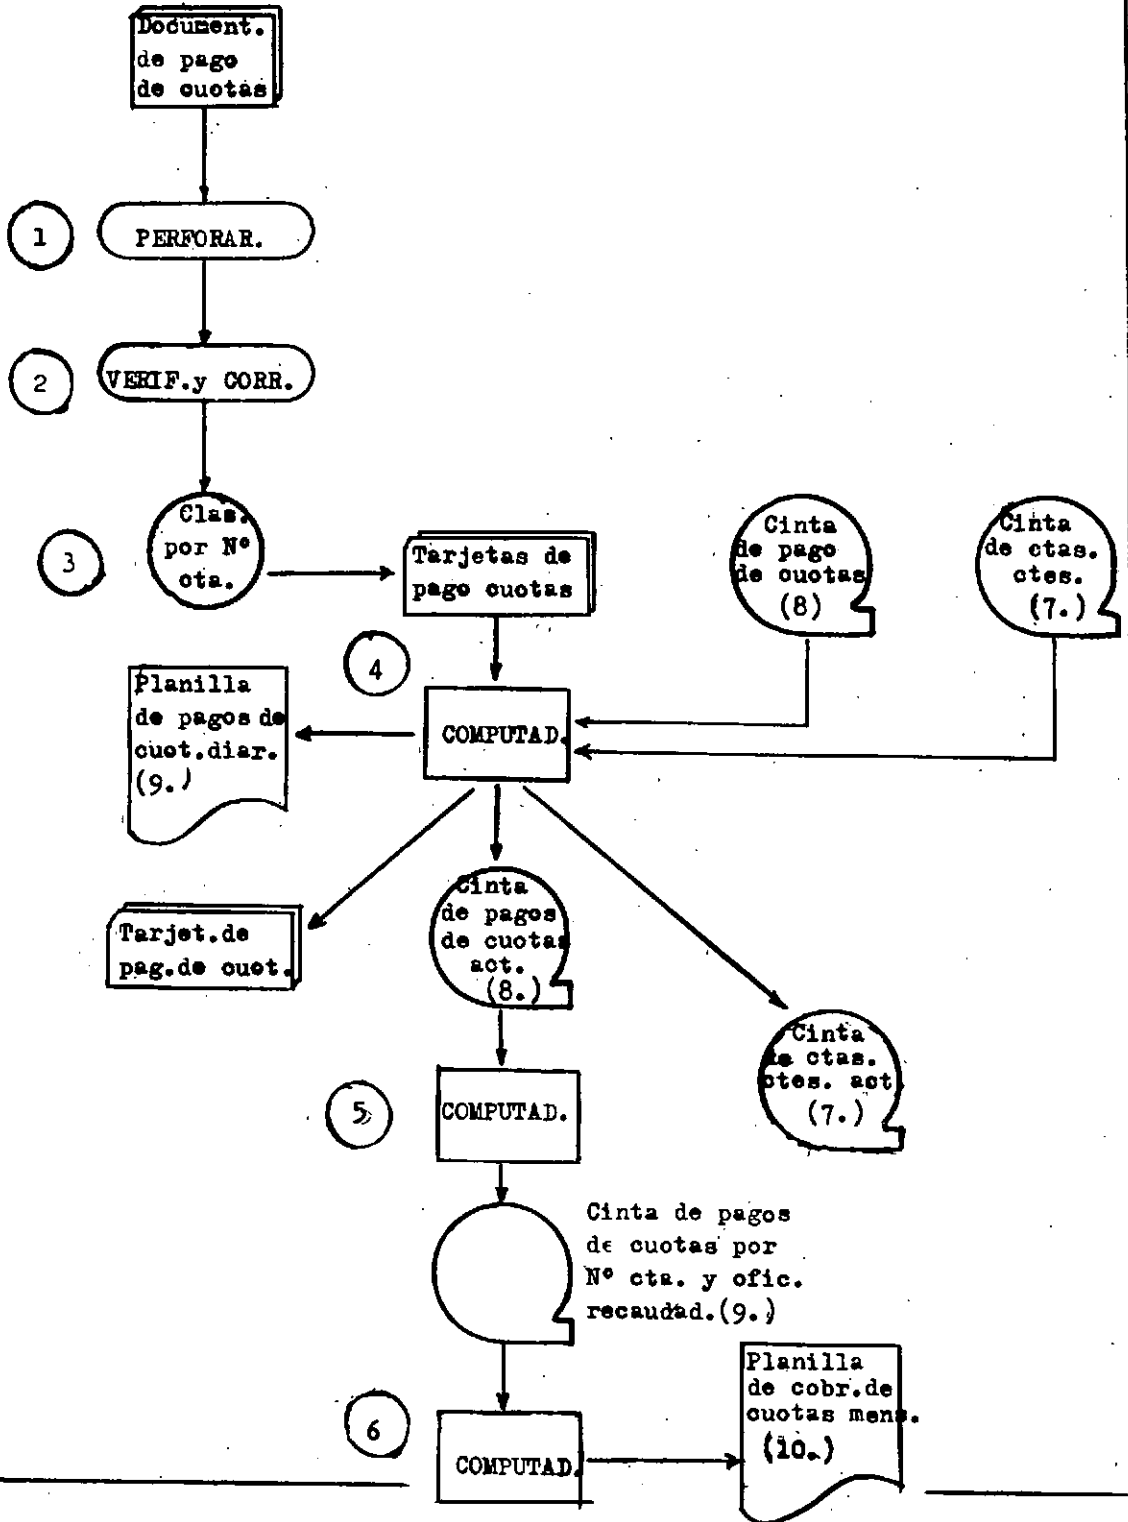 Document.
de pago
de cuotas
1
PERFORAR.
2
VERIF.y CORR.
3
Clas.
por Nº
cta.
Tarjetas de
pago cuotas
Cinta
de pago
de cuotas
(8)
Cinta
de ctas.
ctes.
(7.)
4
Planilla
de pagos de
cuot.diar.
(9.)
COMPUTAD.
Tarjet.de
pag.de cuot.
Cinta
de pagos
de cuotas
act.
(8.)
Cinta
de ctas.
ctes. act
(7.)
5
COMPUTAD.
Cinta de pagos
de cuotas por
Nº cta. y ofic.
recaudad.(9.)
6
COMPUTAD.
Planilla
de cobr.de
cuotas mens.
(10.)